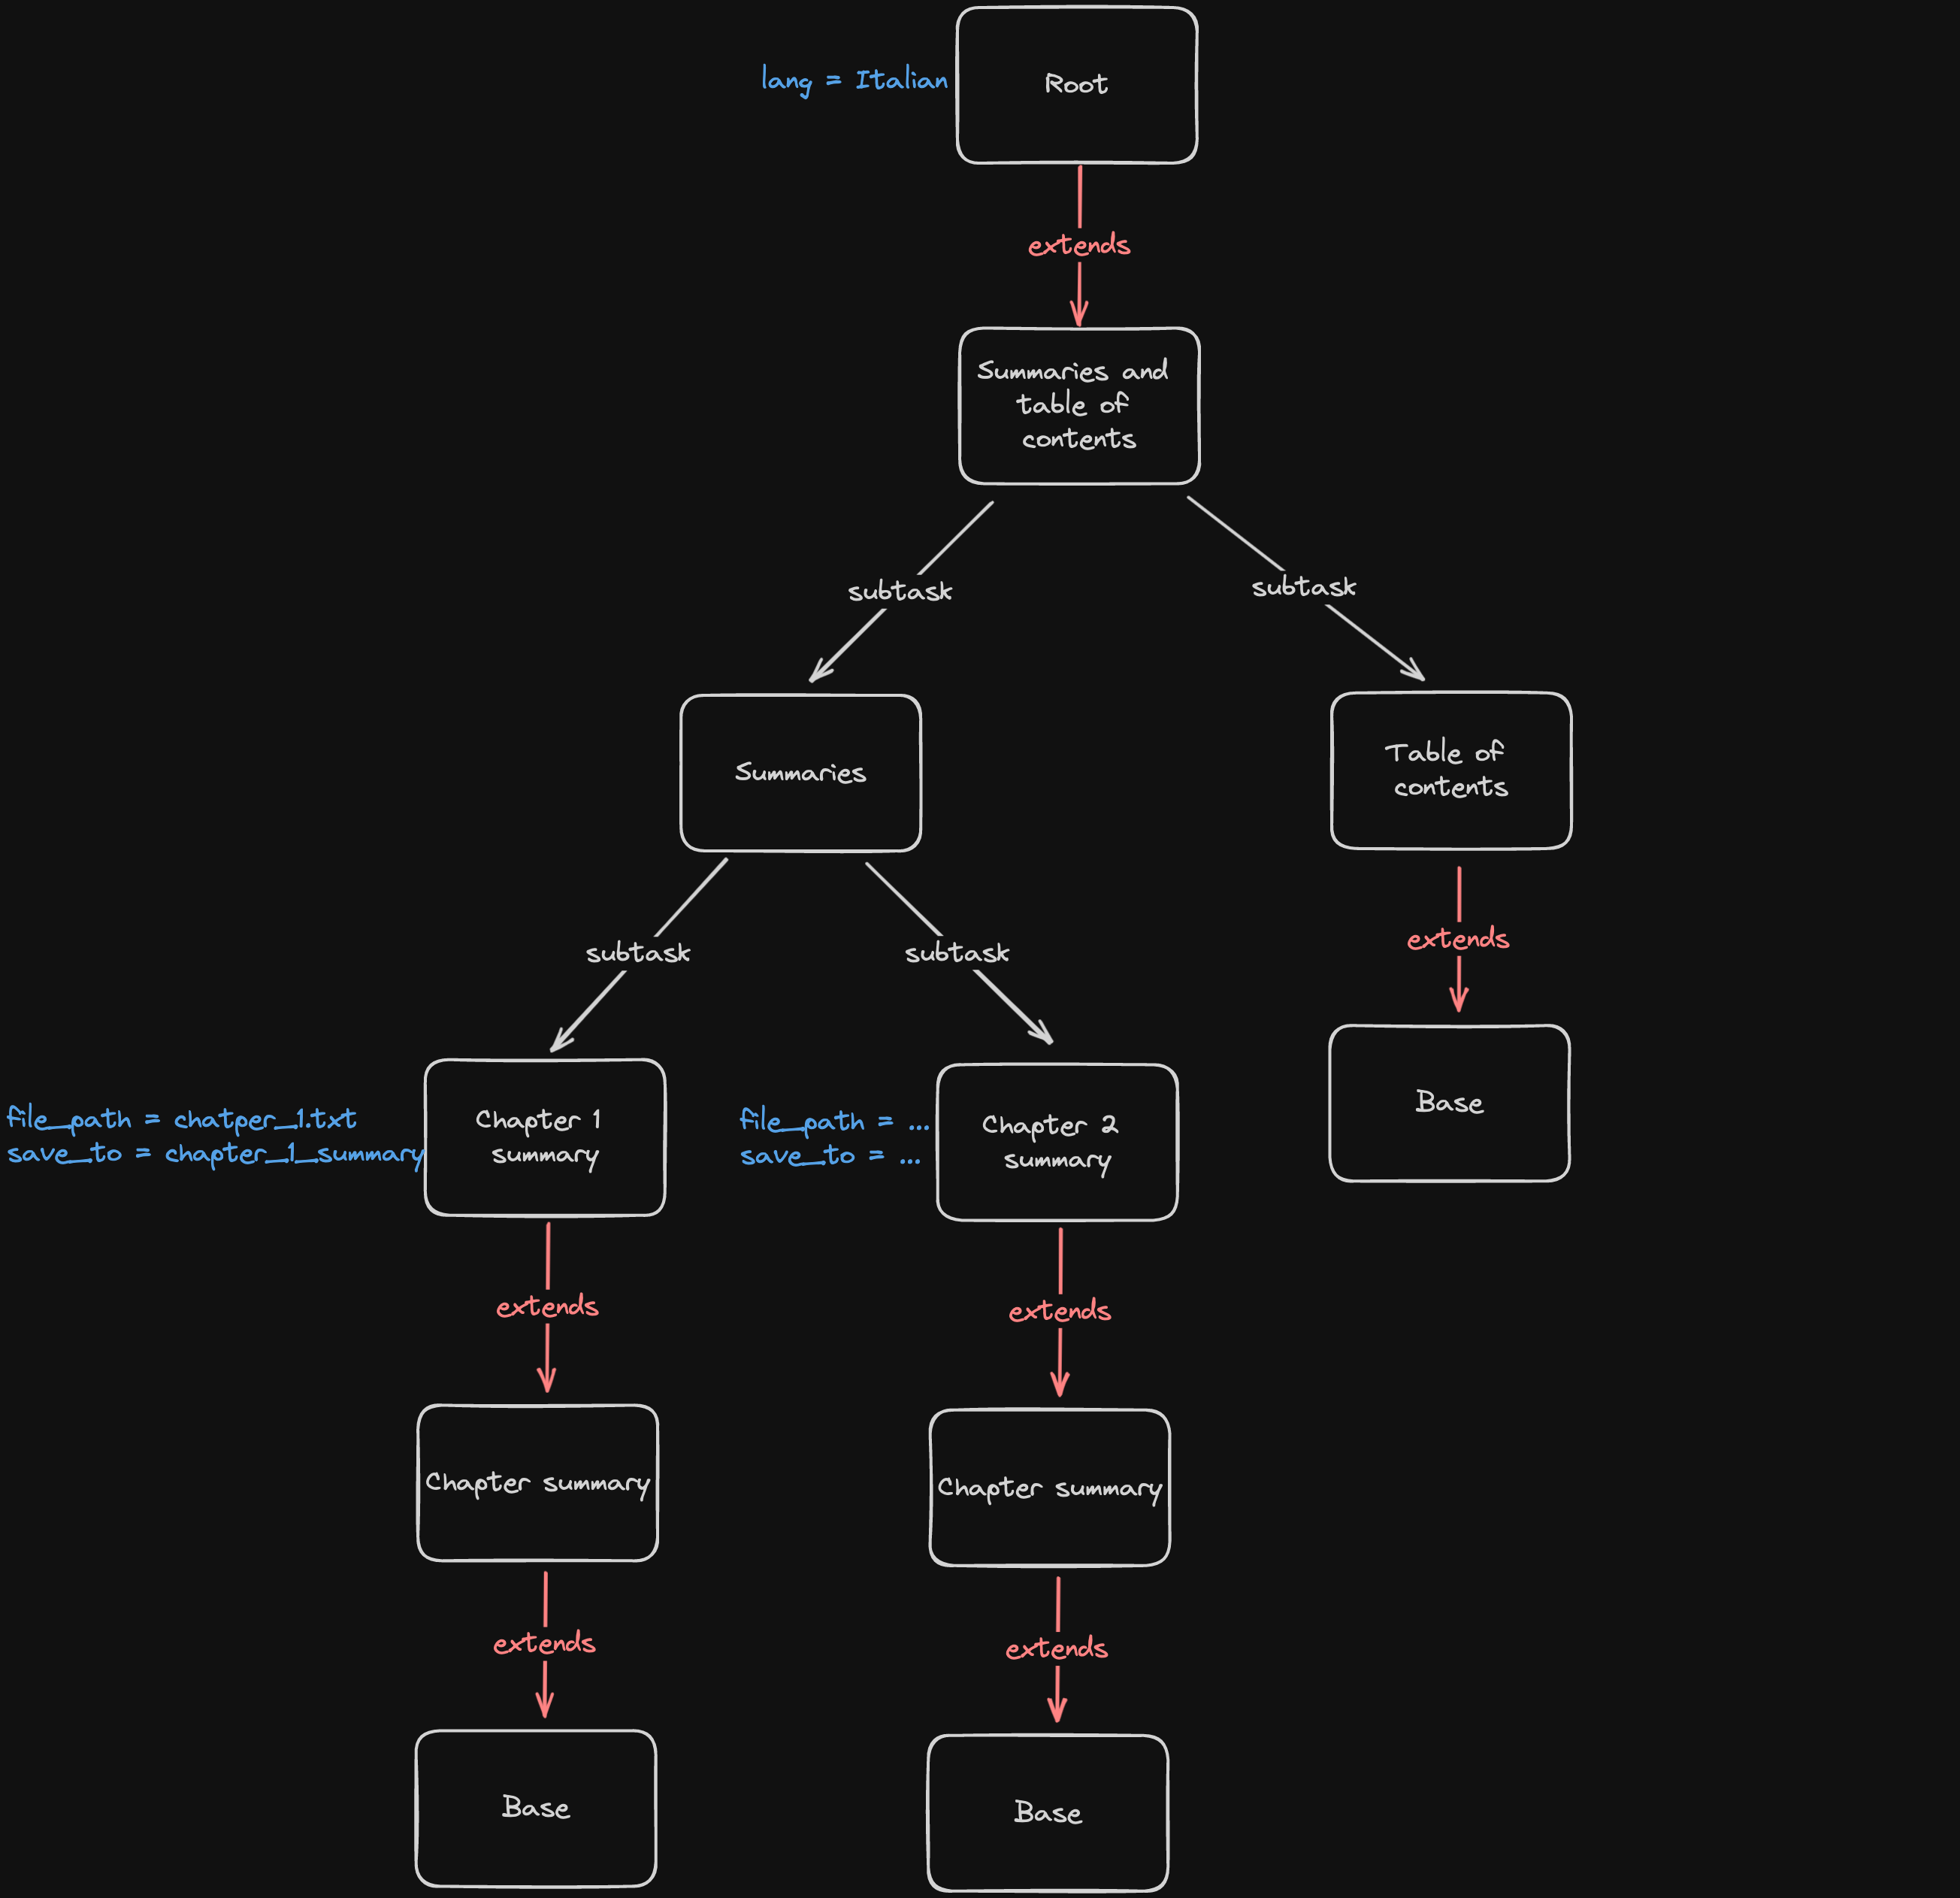 lang = Italian
Root
extends
Summaries and
table of
contents
subtask
subtask
Summaries
Table of
contents
subtask
subtask
extends
file_path = chatper_1.txt
save_to = chapter_1_summary
Chapter 1
summary
file_path = ...
save_to = ...
Chapter 2
summary
Base
extends
extends
Chapter summary
Chapter summary
extends
extends
Base
Base